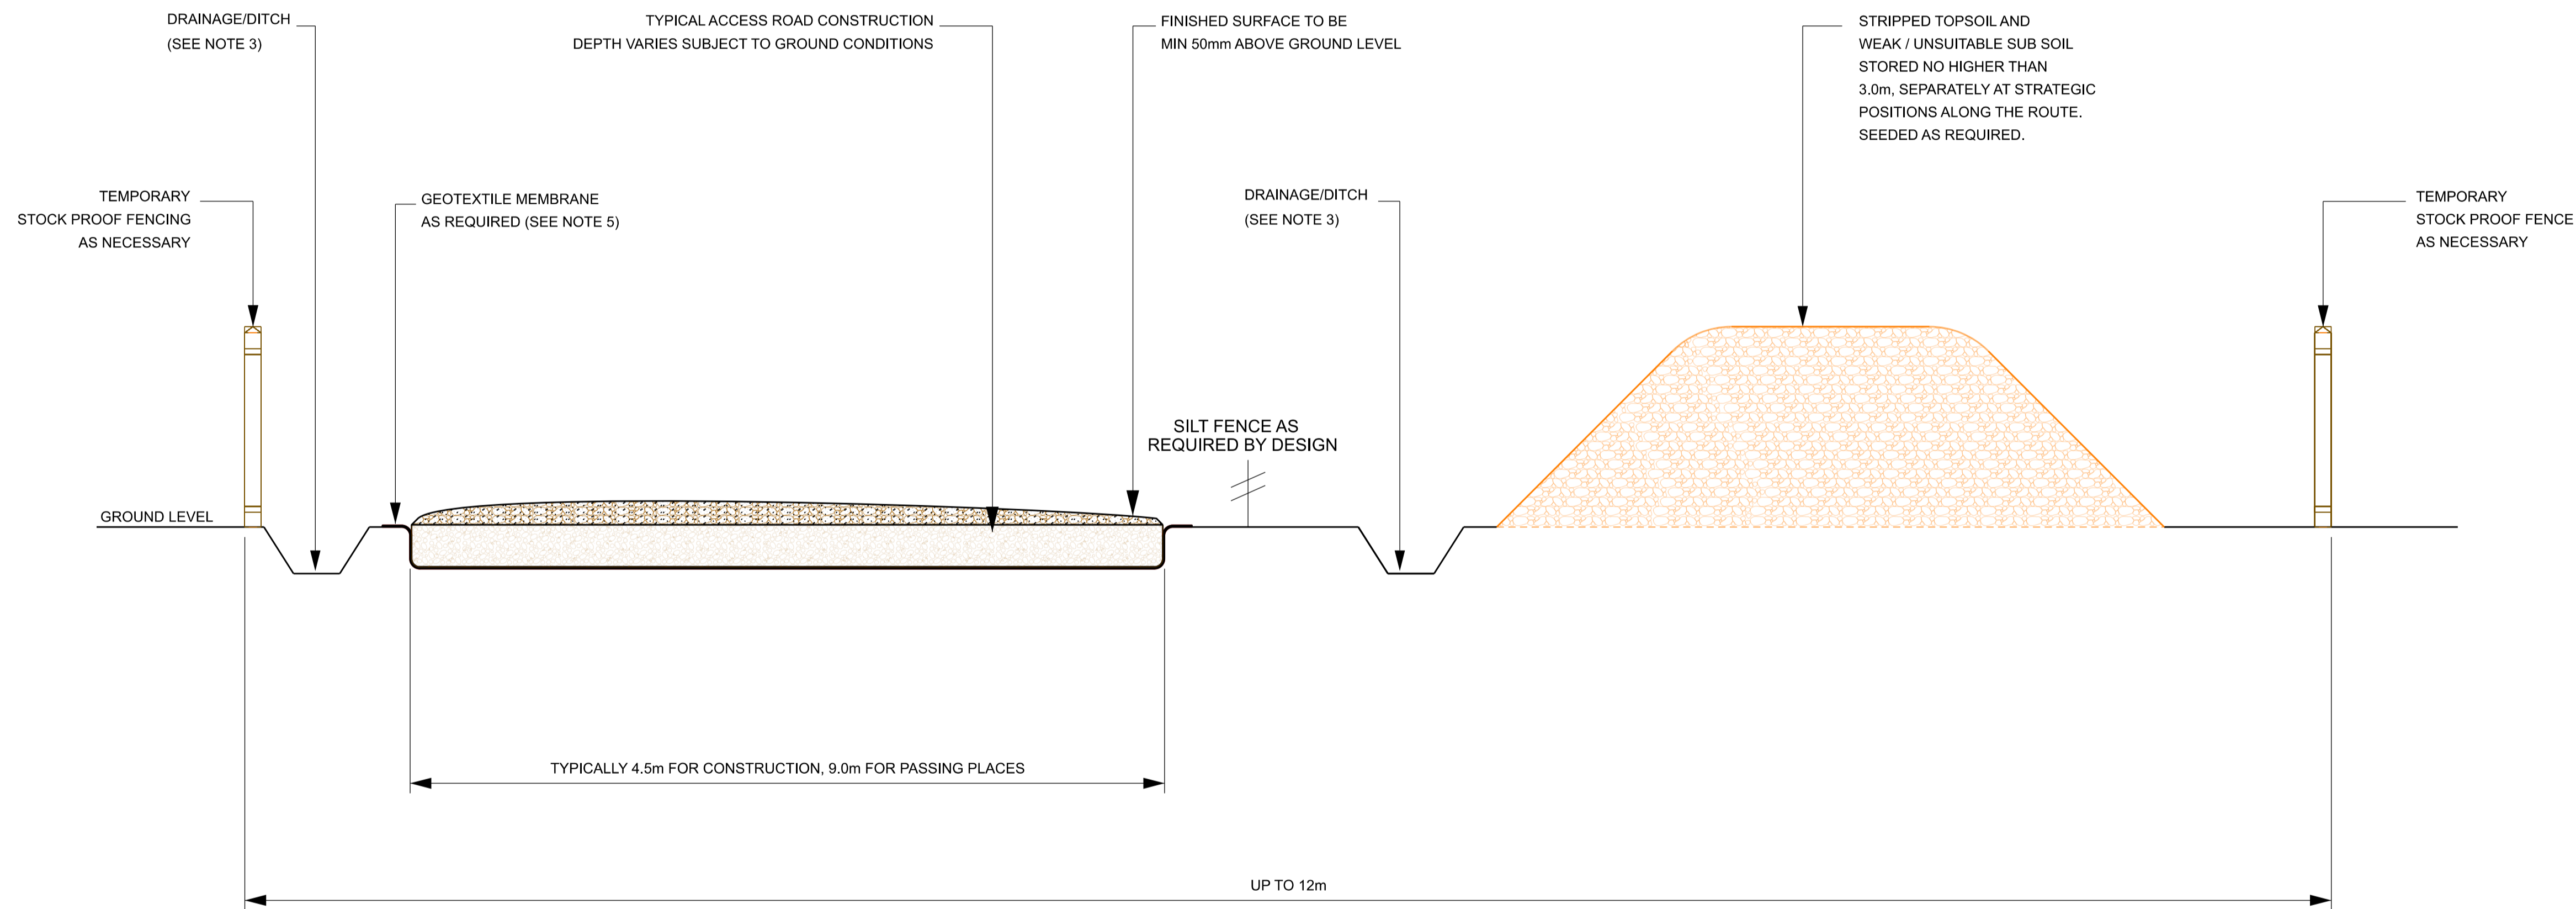 DRAINAGE/DITCH
(SEE NOTE 3)
TYPICAL ACCESS ROAD CONSTRUCTION
DEPTH VARIES SUBJECT TO GROUND CONDITIONS
FINISHED SURFACE TO BE
MIN 50mm ABOVE GROUND LEVEL
STRIPPED TOPSOIL AND
WEAK / UNSUITABLE SUB SOIL
STORED NO HIGHER THAN
3.0m, SEPARATELY AT STRATEGIC
POSITIONS ALONG THE ROUTE.
SEEDED AS REQUIRED.
TEMPORARY
STOCK PROOF FENCING
AS NECESSARY
GEOTEXTILE MEMBRANE
AS REQUIRED (SEE NOTE 5)
DRAINAGE/DITCH
(SEE NOTE 3)
TEMPORARY
STOCK PROOF FENCE
AS NECESSARY
SILT FENCE AS
REQUIRED BY DESIGN
GROUND LEVEL
TYPICALLY 4.5m FOR CONSTRUCTION, 9.0m FOR PASSING PLACES
UP TO 12m